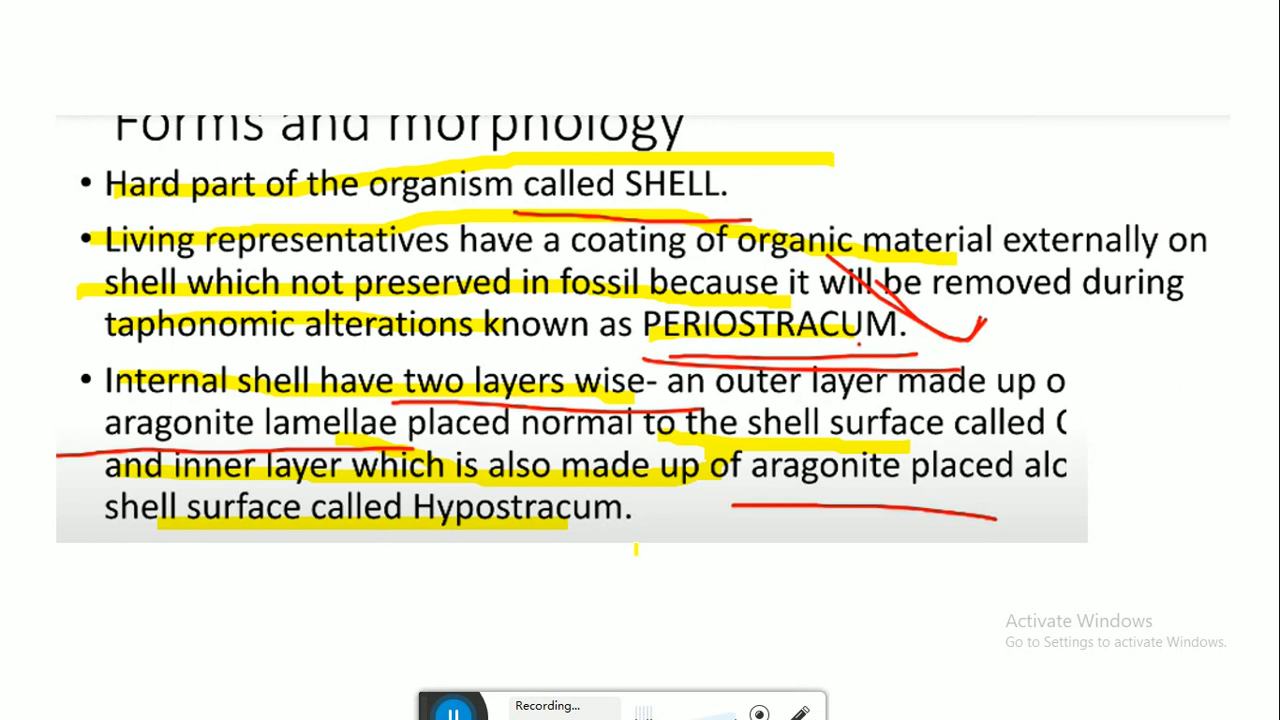 Forms and morphology
• Hard part of the organism called SHELL.
• Living representatives have a coating of organic material externally on
shell which not preserved in fossil because it will be removed during
taphonomic alterations known as PERIOSTRACUM.
• Internal shell have two layers wise- an outer layer made up o
aragonite lamellae placed normal to the shell surface called
and inner layer which is also made up of aragonite placed alc
shell surface called Hypostracum.
Activate Windows
Go to Settings to activate Windows.
Recording...